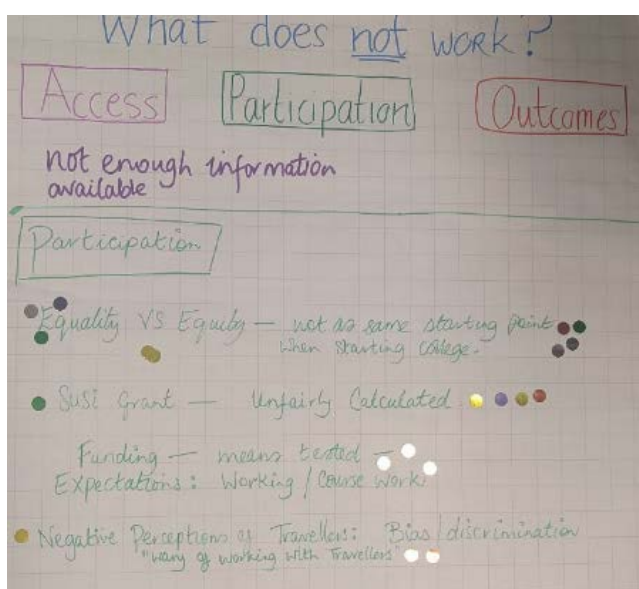 What does not work?
Access Participation Outcomes
not enough information
available
Participation
Equality VS Equity – not as same starting point
when starting college.
SUSI Grant – Unfairly Calculated
Funding – means tested –
Expectations: Working / Course Work
Negative Perceptions of Travellers: Bias/discrimination
"wary of working with Travellers"